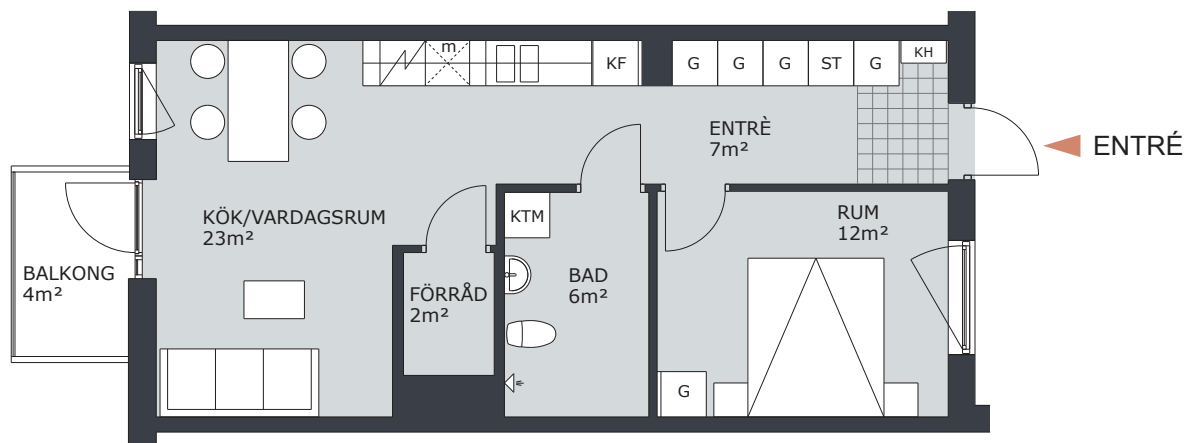 m
KF
G
G
G
ST
G
KH
ENTRÈ
7m²
ENTRÉ
KÖK/VARDAGSRUM
23m²
KTM
RUM
12m²
BALKONG
4m²
FÖRRÅD
2m²
BAD
6m²
G